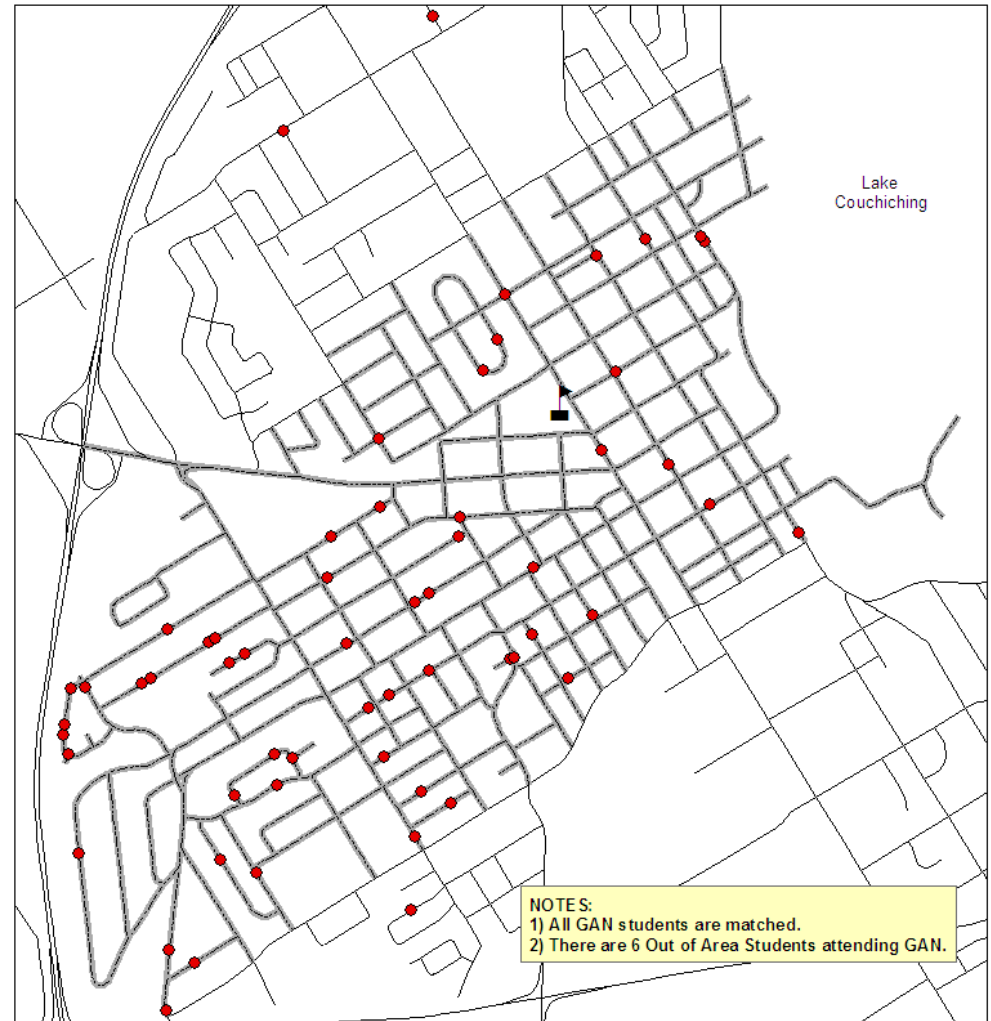 Lake
Couchiching
NOTES:
1) All GAN students are matched.
2) There are 6 Out of Area Students attending GAN.